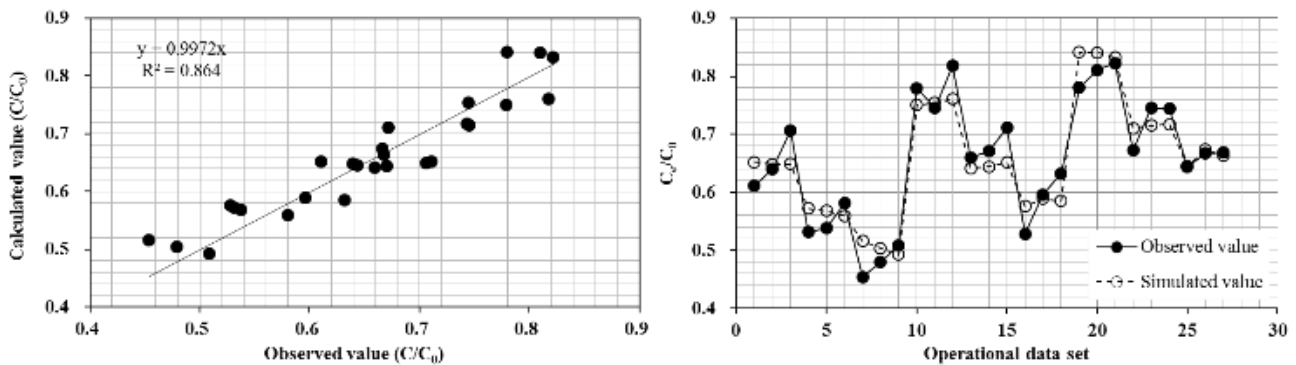 0.9
0.8
0.7
0.6
0.5
0.4
Calculated value (C/C₀)
y = 0.9972x
R² = 0.864
0.4 0.5 0.6 0.7 0.8 0.9
Observed value (C/C₀)
0.9
0.8
0.7
0.6
0.5
0.4
Cₑ/C₀
Observed value
Simulated value
0 5 10 15 20 25 30
Operational data set